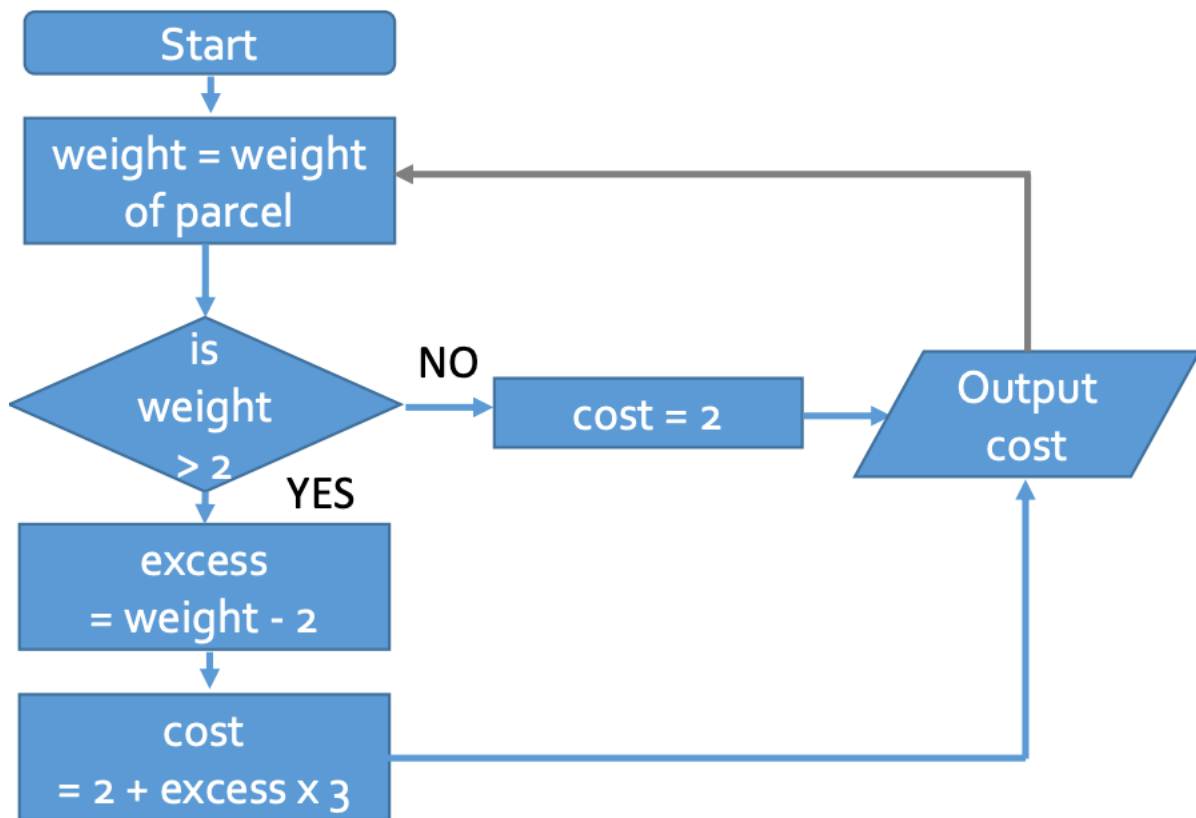 Start
weight = weight
of parcel
is
weight
> 2
NO
cost = 2
Output
cost
YES
excess
= weight - 2
cost
= 2 + excess x 3